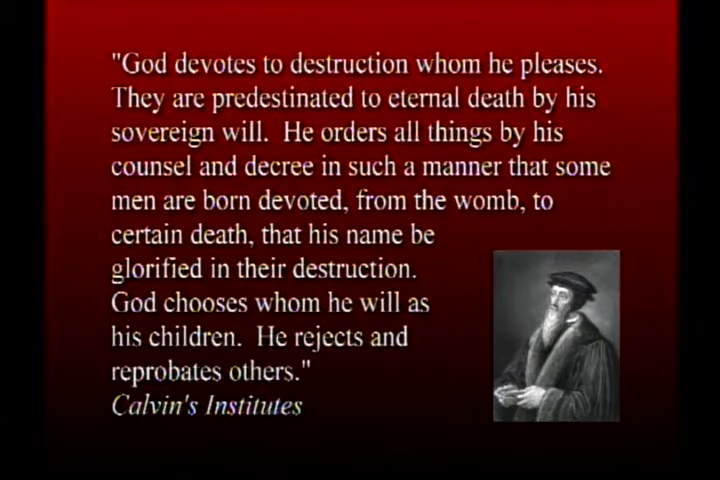 "God devotes to destruction whom he pleases.
They are predestinated to eternal death by his
sovereign will. He orders all things by his
counsel and decree in such a manner that some
men are born devoted, from the womb, to
certain death, that his name be
glorified in their destruction.
God chooses whom he will as
his children. He rejects and
reprobates others."
Calvin's Institutes